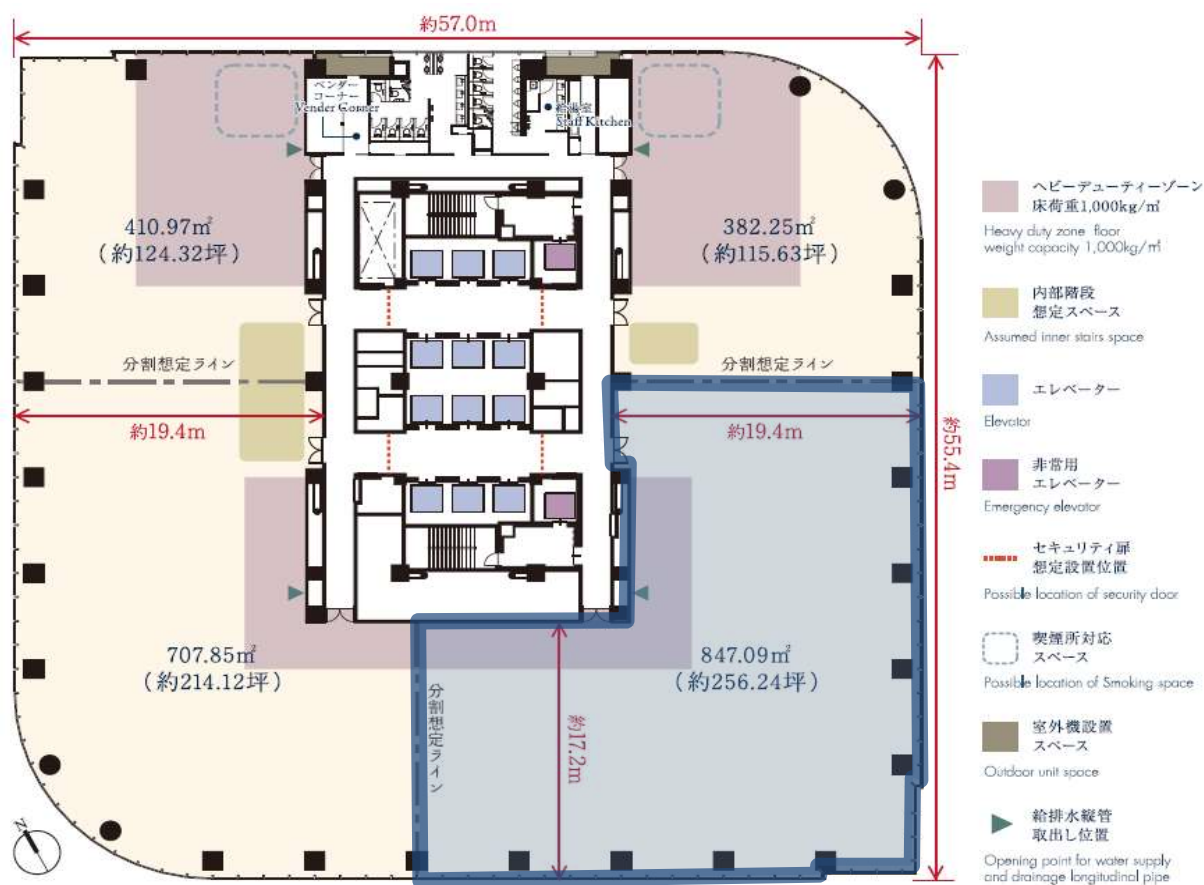 約57.0m
ベンダー
コーナー
Vender Corner
給湯室
Staff Kitchen
410.97㎡
(約124.32坪)
382.25㎡
(約115.63坪)
分割想定ライン
分割想定ライン
約19.4m
約19.4m
約55.4m
707.85㎡
(約214.12坪)
847.09㎡
(約256.24坪)
分割想定ライン
約17.2m
N
ヘビーデューティーゾーン
床荷重1,000kg/㎡
Heavy duty zone floor
weight capacity 1,000kg/㎡
内部階段
想定スペース
Assumed inner stairs space
エレベーター
Elevator
非常用
エレベーター
Emergency elevator
セキュリティ扉
想定設置位置
Possible location of security door
喫煙所対応
スペース
Possible location of Smoking space
室外機設置
スペース
Outdoor unit space
給排水縦管
取出し位置
Opening point for water supply
and drainage longitudinal pipe